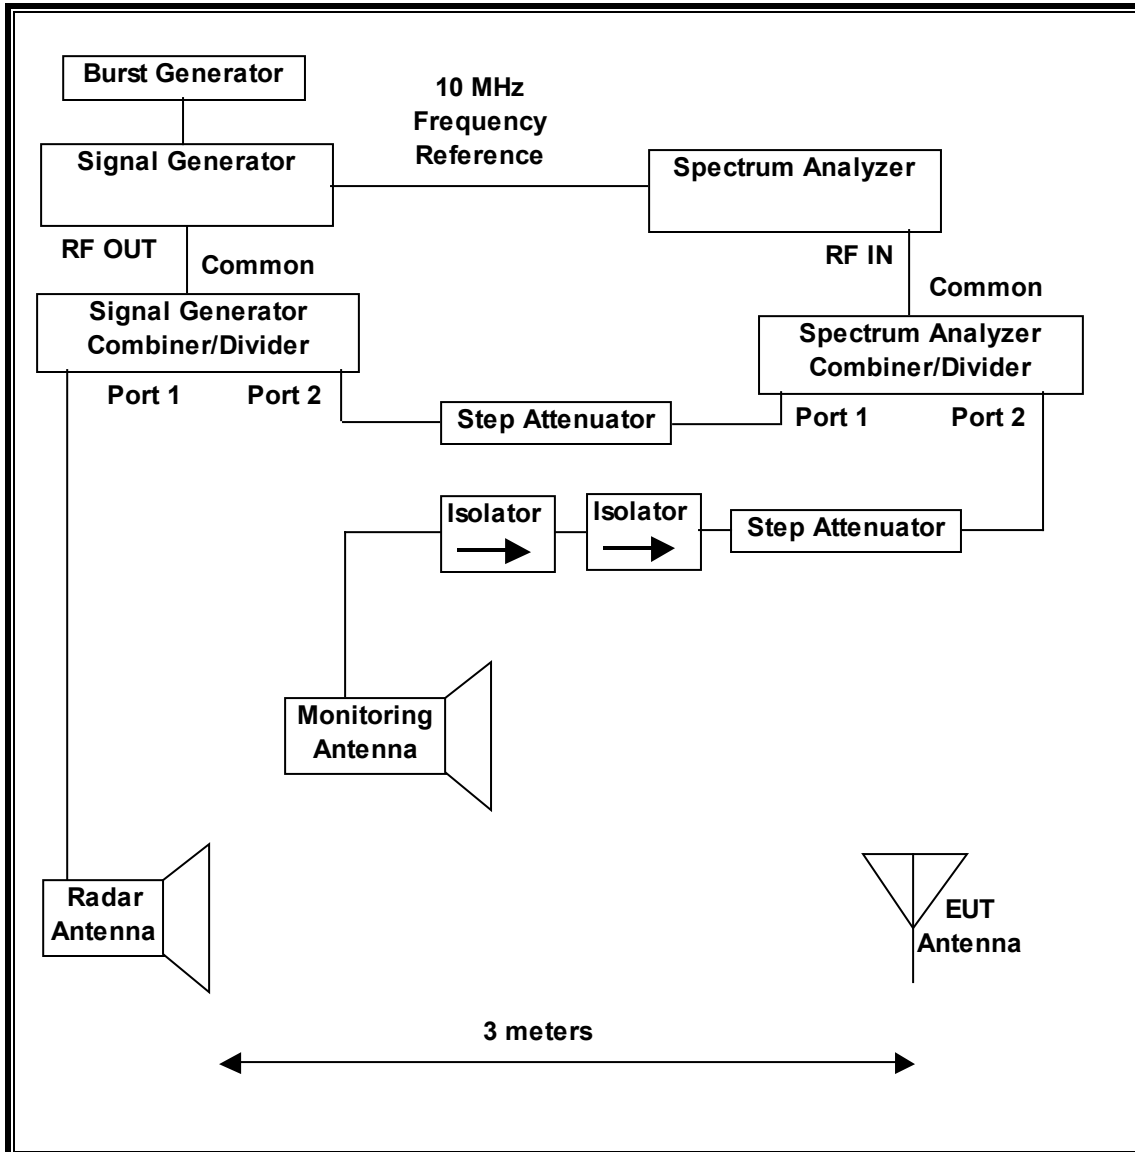 Burst Generator
10 MHz
Frequency
Reference
Signal Generator
Spectrum Analyzer
RF OUT
Common
RF IN
Common
Signal Generator
Combiner/Divider
Spectrum Analyzer
Combiner/Divider
Port 1
Port 2
Step Attenuator
Port 1
Port 2
Isolator
Isolator
Step Attenuator
Monitoring
Antenna
Radar
Antenna
EUT
Antenna
3 meters